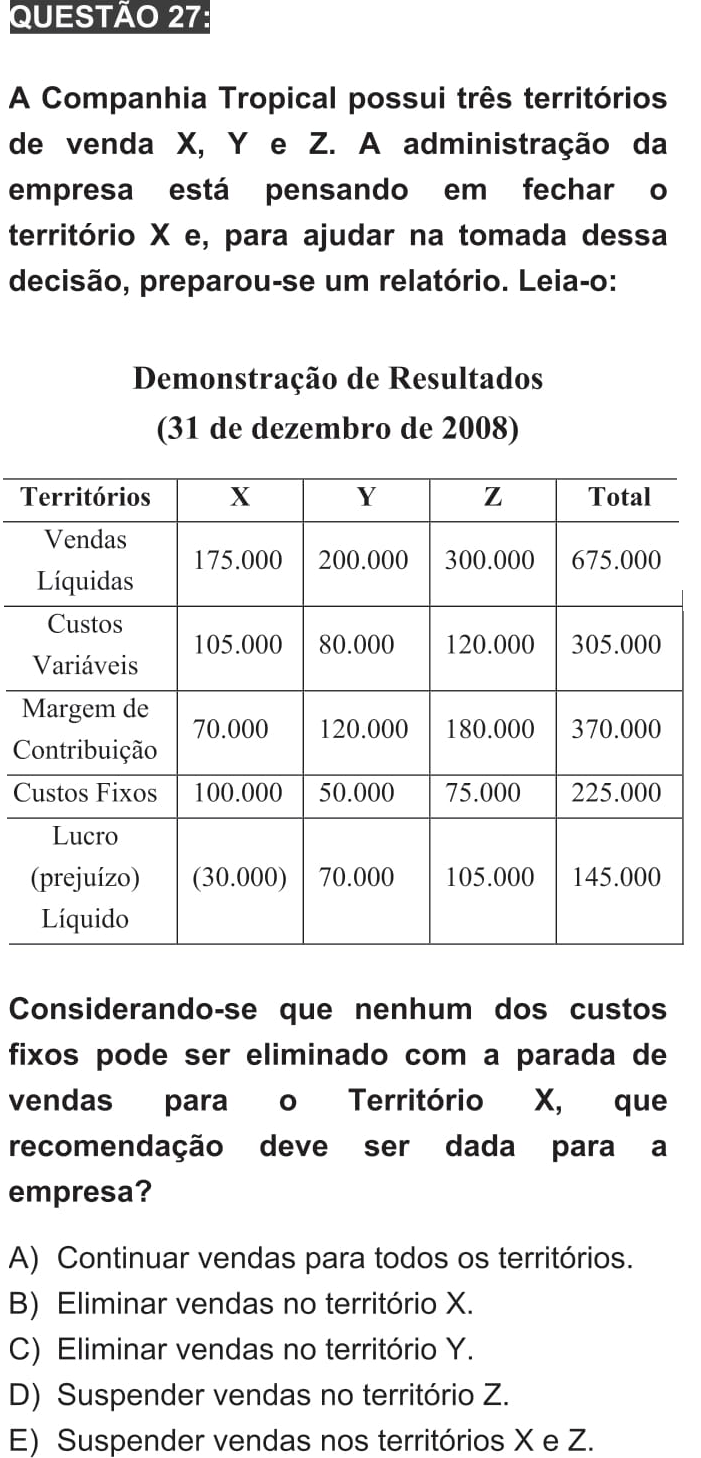 QUESTÃO 27:
A Companhia Tropical possui três territórios
de venda X, Y e Z. A administração da
empresa está pensando em fechar o
território X e, para ajudar na tomada dessa
decisão, preparou-se um relatório. Leia-o:
Demonstração de Resultados
(31 de dezembro de 2008)
Territórios X Y Z Total
Vendas
Líquidas 175.000 200.000 300.000 675.000
Custos
Variáveis 105.000 80.000 120.000 305.000
Margem de
Contribuição 70.000 120.000 180.000 370.000
Custos Fixos 100.000 50.000 75.000 225.000
Lucro
(prejuízo) (30.000) 70.000 105.000 145.000
Líquido
Considerando-se que nenhum dos custos
fixos pode ser eliminado com a parada de
vendas para o Território X, que
recomendação deve ser dada para a
empresa?
A) Continuar vendas para todos os territórios.
B) Eliminar vendas no território X.
C) Eliminar vendas no território Y.
D) Suspender vendas no território Z.
E) Suspender vendas nos territórios X e Z.